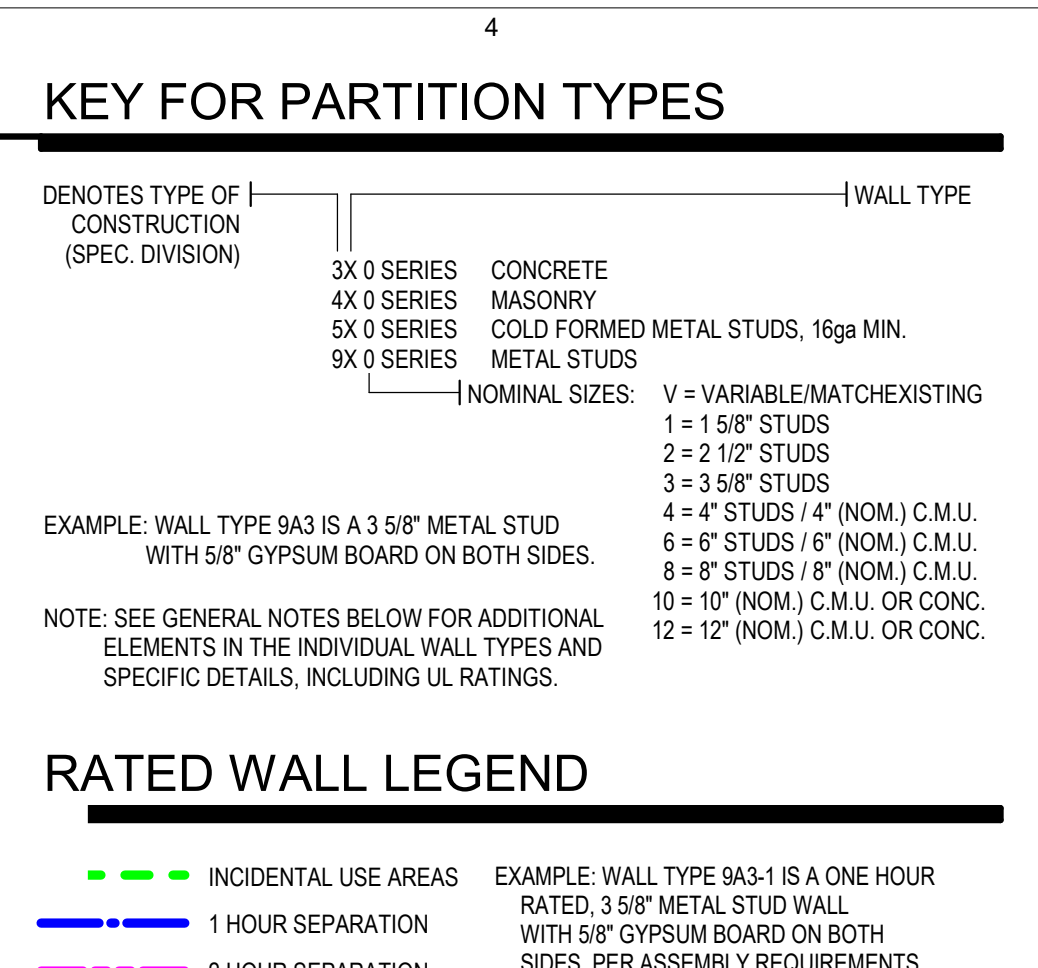 4
KEY FOR PARTITION TYPES
DENOTES TYPE OF
CONSTRUCTION
(SPEC. DIVISION)
WALL TYPE
3X 0 SERIES CONCRETE
4X 0 SERIES MASONRY
5X 0 SERIES COLD FORMED METAL STUDS, 16ga MIN.
9X 0 SERIES METAL STUDS
NOMINAL SIZES: V = VARIABLE/MATCHEXISTING
1 = 1 5/8" STUDS
2 = 2 1/2" STUDS
3 = 3 5/8" STUDS
4 = 4" STUDS / 4" (NOM.) C.M.U.
6 = 6" STUDS / 6" (NOM.) C.M.U.
8 = 8" STUDS / 8" (NOM.) C.M.U.
10 = 10" (NOM.) C.M.U. OR CONC.
12 = 12" (NOM.) C.M.U. OR CONC.
EXAMPLE: WALL TYPE 9A3 IS A 3 5/8" METAL STUD
WITH 5/8" GYPSUM BOARD ON BOTH SIDES.
NOTE: SEE GENERAL NOTES BELOW FOR ADDITIONAL
ELEMENTS IN THE INDIVIDUAL WALL TYPES AND
SPECIFIC DETAILS, INCLUDING UL RATINGS.
RATED WALL LEGEND
INCIDENTAL USE AREAS
1 HOUR SEPARATION
HOUR SEPARATION
EXAMPLE: WALL TYPE 9A3-1 IS A ONE HOUR
RATED, 3 5/8" METAL STUD WALL
WITH 5/8" GYPSUM BOARD ON BOTH
SIDES, PER ASSEMBLY REQUIREMENTS